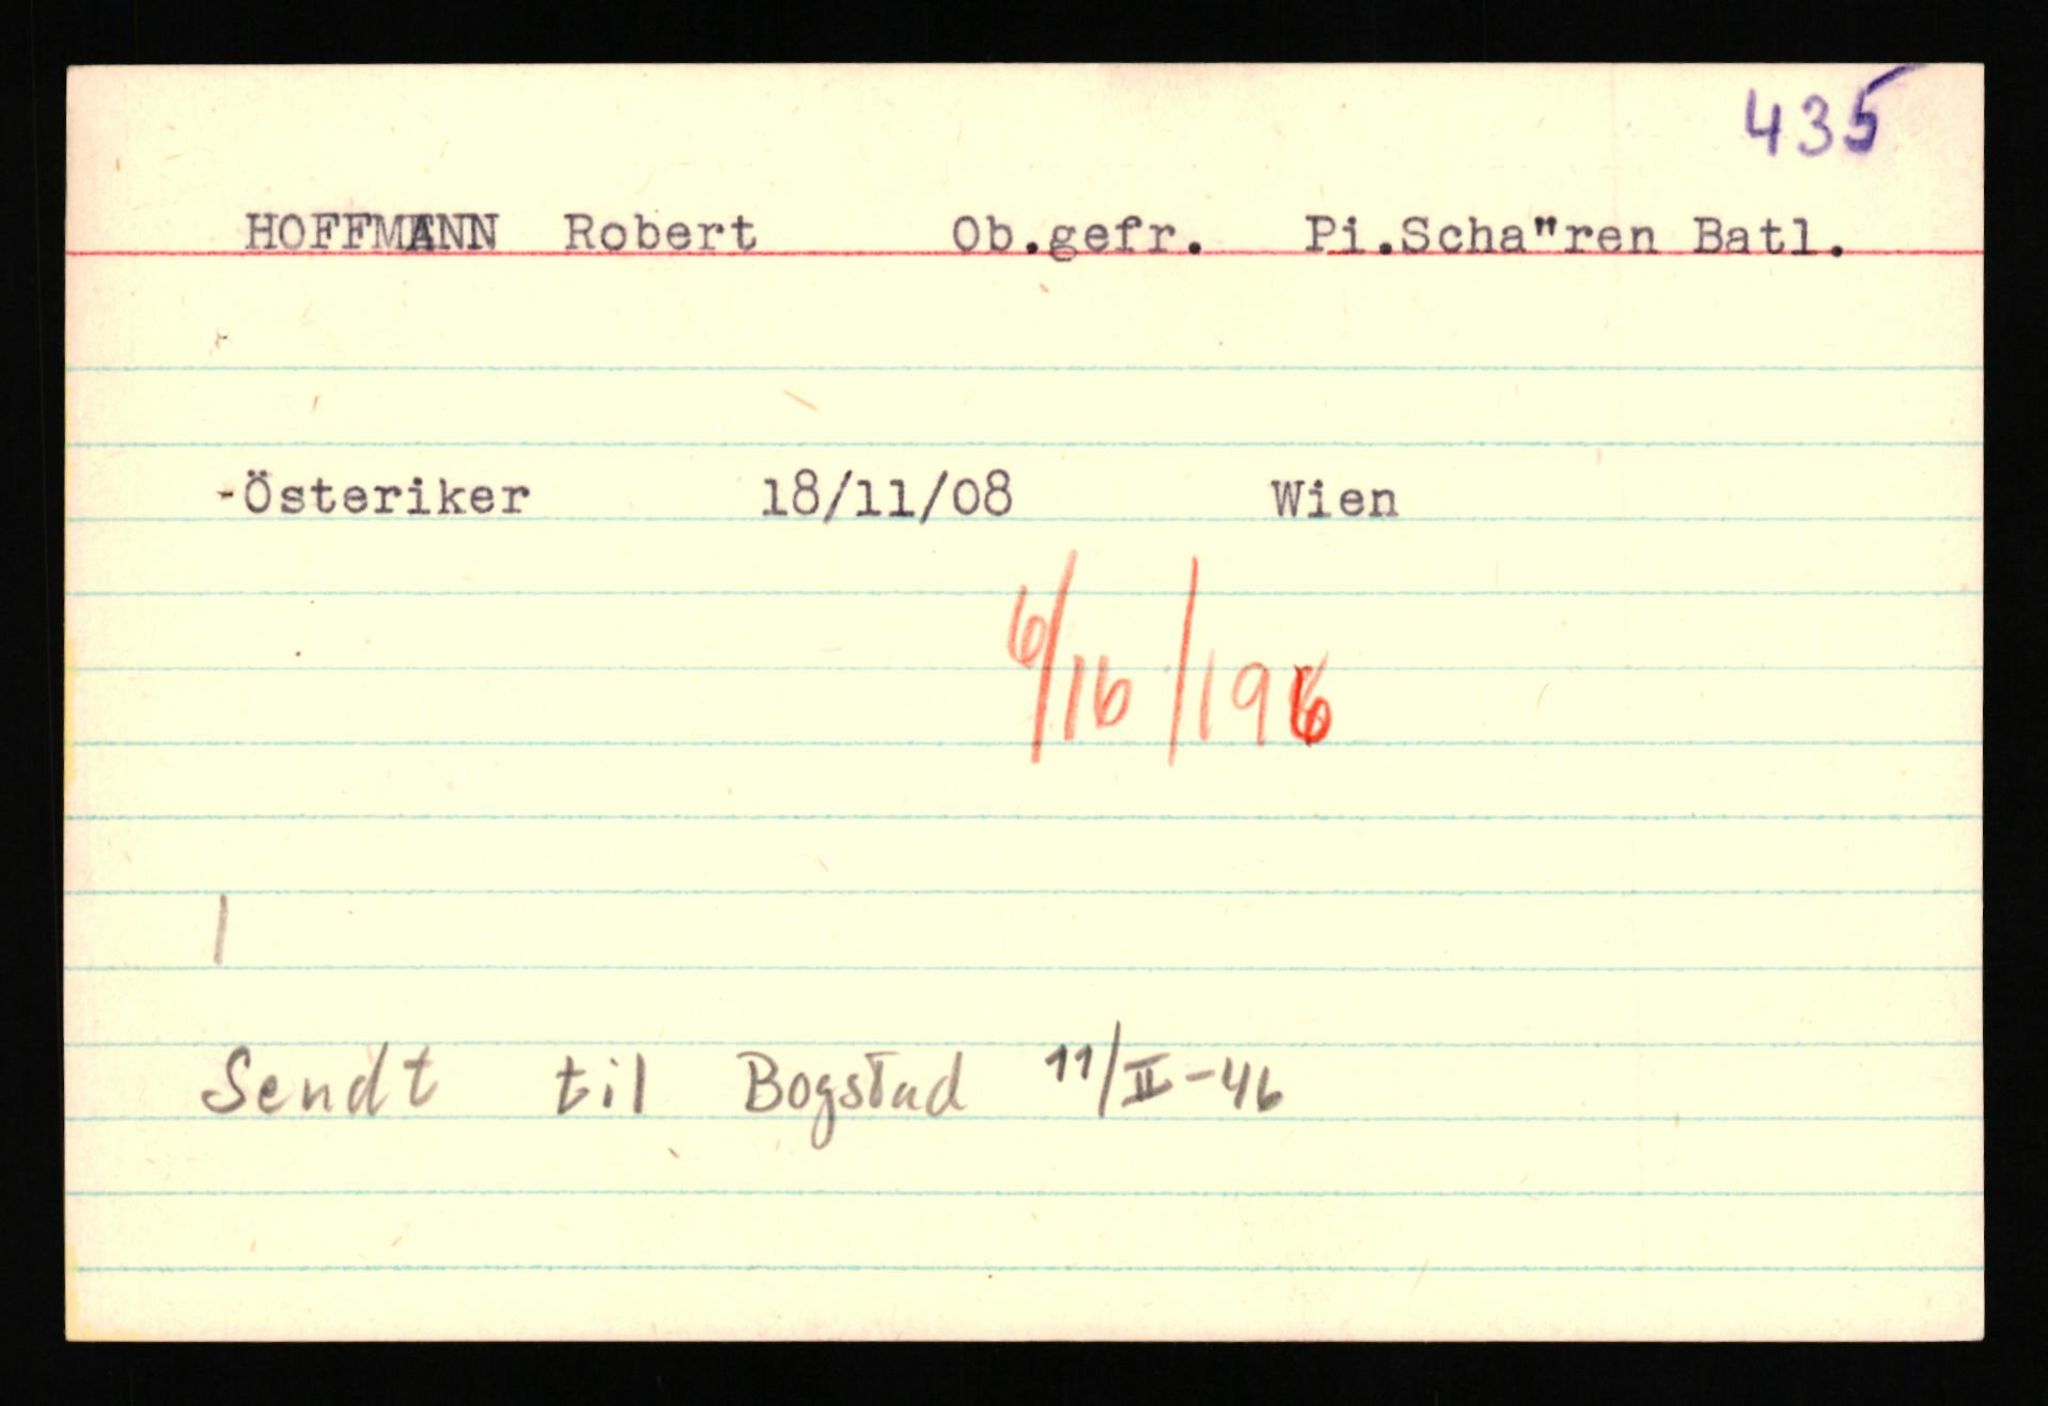 435
HOFFMANN Robert Ob.gefr. Pi.Scha"ren Batl.
-Österiker 18/11/08 Wien
6/16/196
1
Sendt til Bogstad 11/II-46